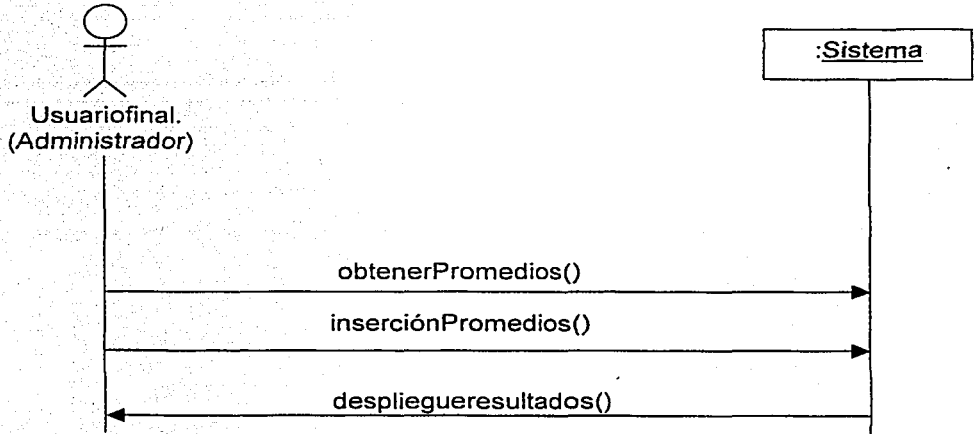 :Sistema
Usuariofinal.
(Administrador)
obtenerPromedios()
inserciónPromedios()
despliegueresultados()